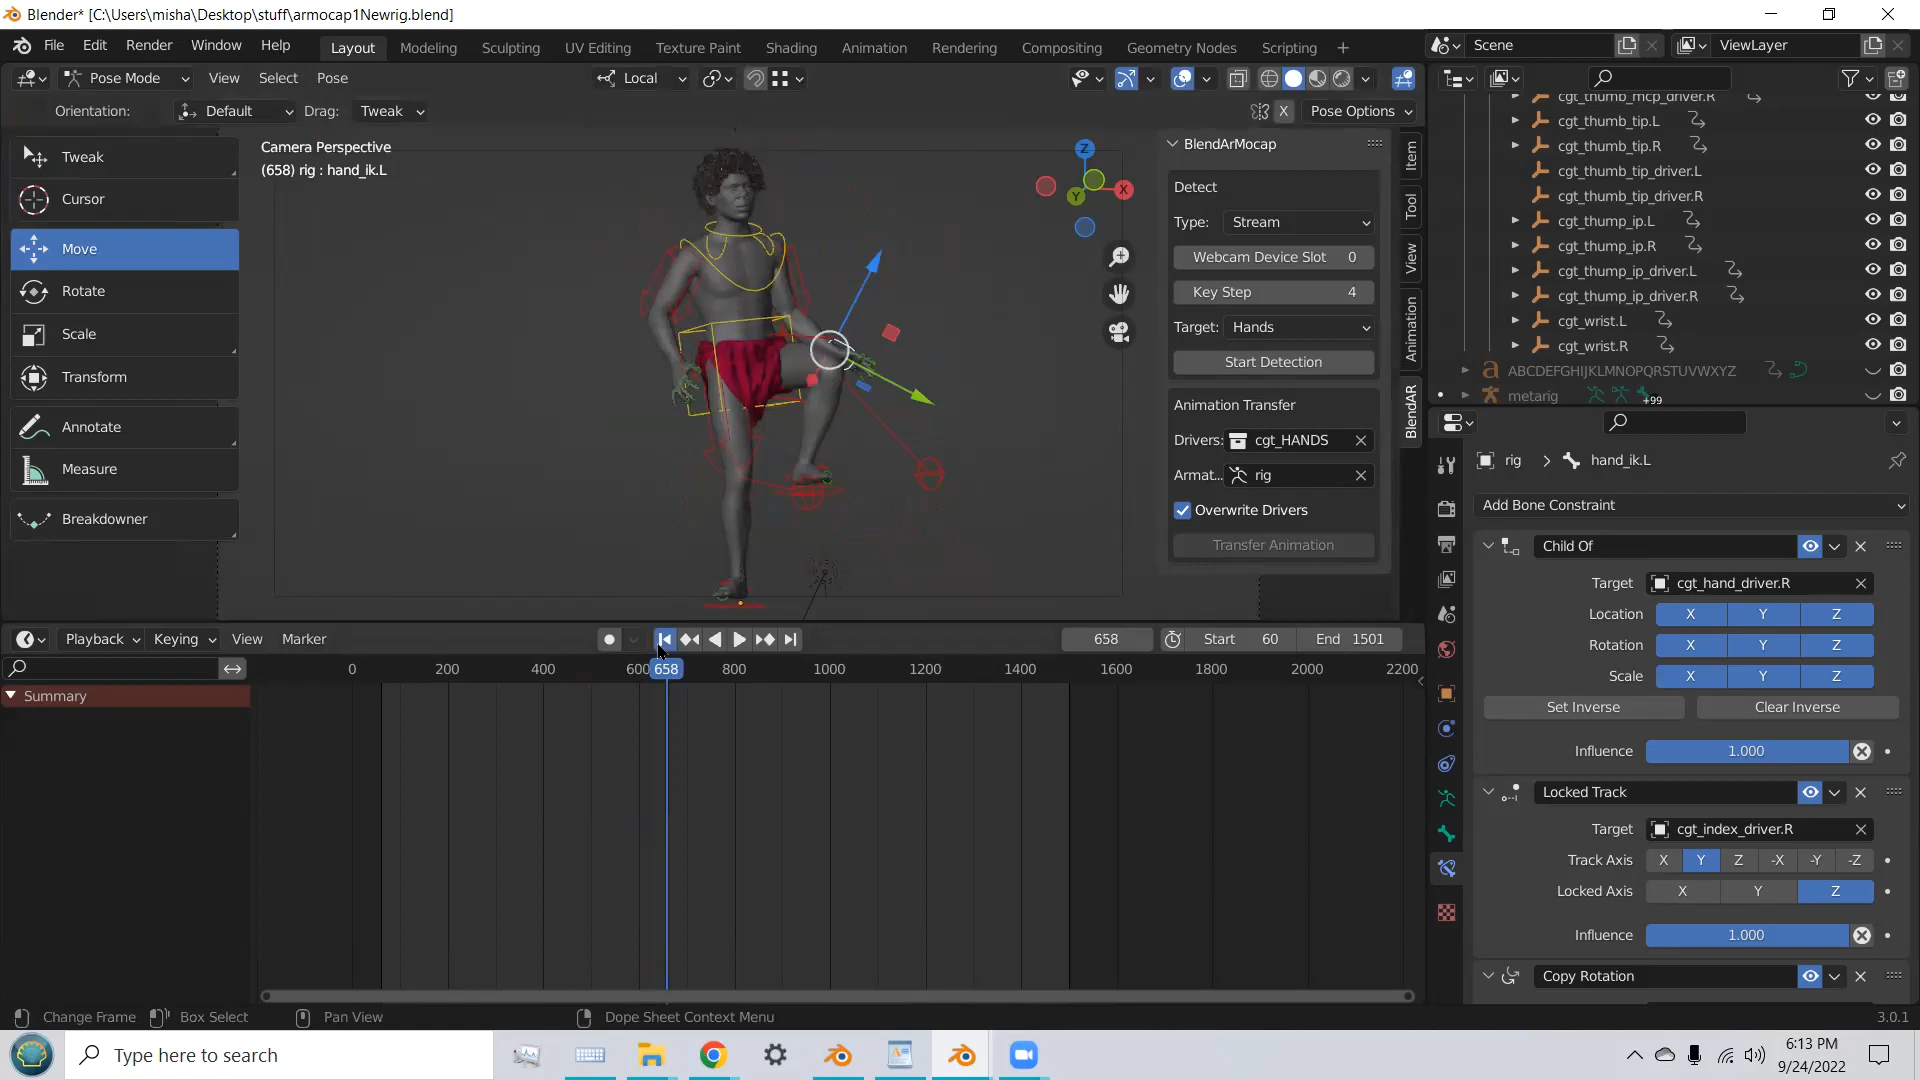 Blender* [C:\Users\misha\Desktop\stuff\armocap1Newrig.blend]
File Edit Render Window Help Layout Modeling Sculpting UV Editing Texture Paint Shading Animation Rendering Compositing Geometry Nodes Scripting + Scene ViewLayer
Pose Mode View Select Pose Local
Orientation: Default Drag: Tweak X Pose Options
Tweak
Cursor
Move
Rotate
Scale
Transform
Annotate
Measure
Breakdowner
Camera Perspective
(658) rig : hand_ik.L
Z
X
Y
BlendArMocap
Detect
Type: Stream
Webcam Device Slot 0
Key Step 4
Target: Hands
Start Detection
Animation Transfer
Drivers: cgt_HANDS
Armat... rig
Overwrite Drivers
Transfer Animation
Item
Tool
View
Animation
BlendAR
cgt_thumb_mcp_driver.R
cgt_thumb_tip.L
cgt_thumb_tip.R
cgt_thumb_tip_driver.L
cgt_thumb_tip_driver.R
cgt_thump_ip.L
cgt_thump_ip.R
cgt_thump_ip_driver.L
cgt_thump_ip_driver.R
cgt_wrist.L
cgt_wrist.R
ABCDEFGHIJKLMNOPQRSTUVWXYZ
metarig +99
rig > hand_ik.L
Add Bone Constraint
Child Of
Target cgt_hand_driver.R
Location X Y Z
Rotation X Y Z
Scale X Y Z
Set Inverse Clear Inverse
Influence 1.000
Locked Track
Target cgt_index_driver.R
Track Axis X Y Z -X -Y -Z
Locked Axis X Y Z
Influence 1.000
Copy Rotation
Playback Keying View Marker 658 Start 60 End 1501
0 200 400 600 658 800 1000 1200 1400 1600 1800 2000 2200
Summary
Change Frame Box Select Pan View Dope Sheet Context Menu 3.0.1
Type here to search
6:13 PM
9/24/2022